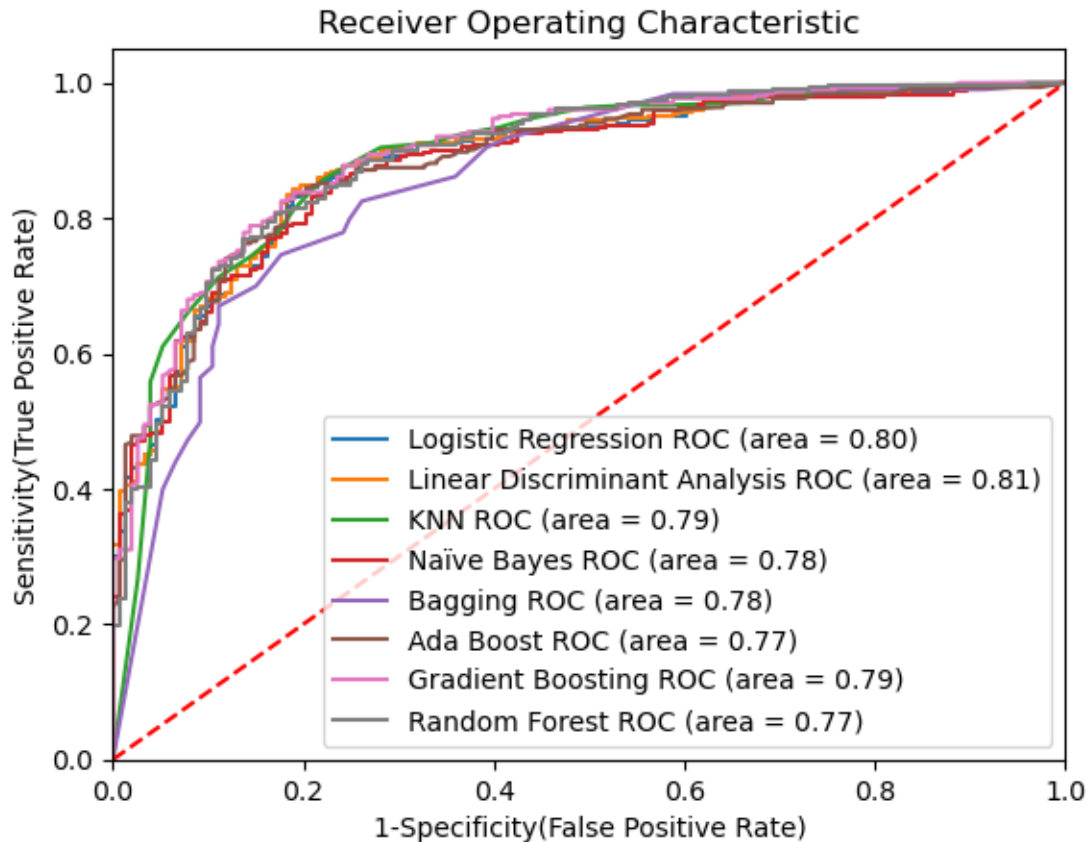 Receiver Operating Characteristic
1.0
0.8
0.6
0.4
0.2
0.0
Sensitivity(True Positive Rate)
Logistic Regression ROC (area = 0.80)
Linear Discriminant Analysis ROC (area = 0.81)
KNN ROC (area = 0.79)
Naïve Bayes ROC (area = 0.78)
Bagging ROC (area = 0.78)
Ada Boost ROC (area = 0.77)
Gradient Boosting ROC (area = 0.79)
Random Forest ROC (area = 0.77)
0.0 0.2 0.4 0.6 0.8 1.0
1-Specificity(False Positive Rate)